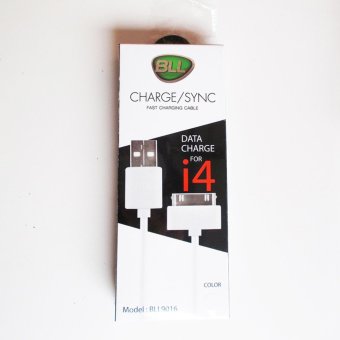 BLL
CHARGE/SYNC
FAST CHARGING CABLE
DATA
CHARGE
FOR
i4
COLOR
Model : BLL9016